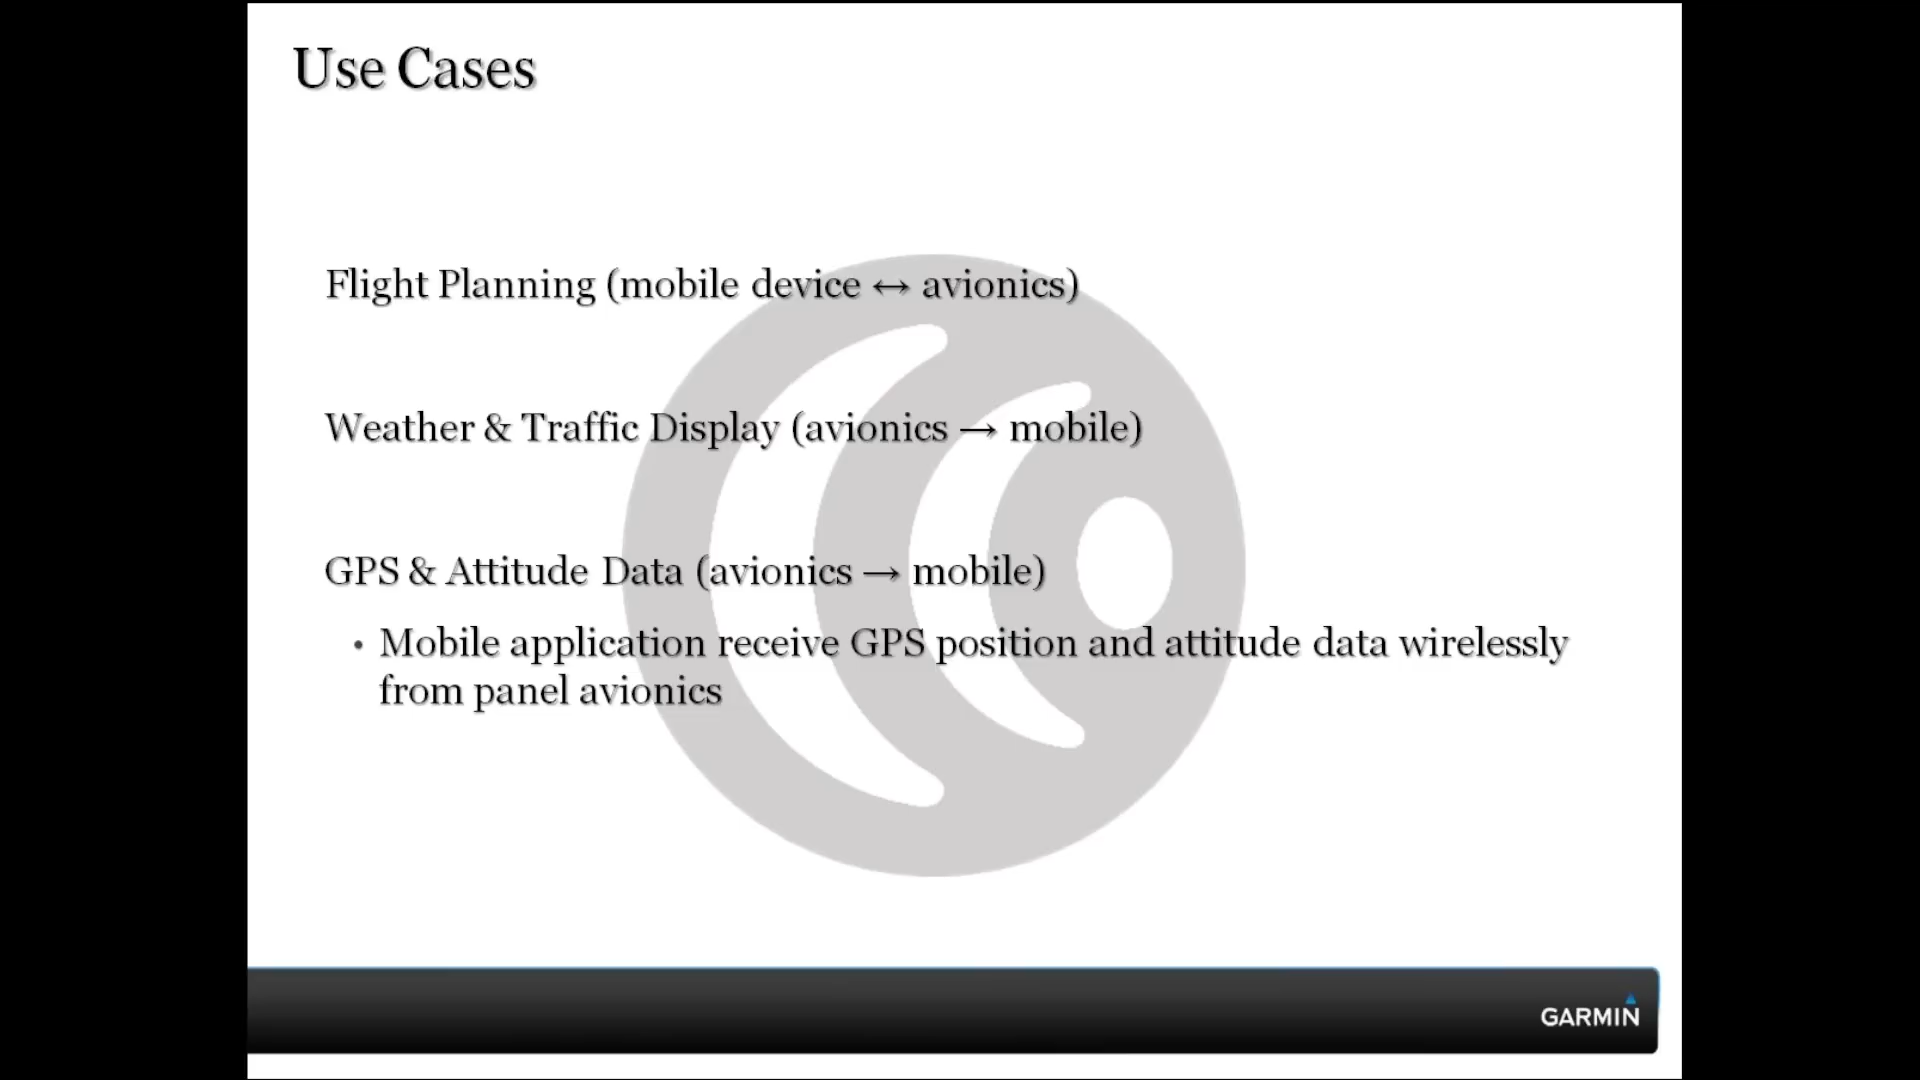 Use Cases
Flight Planning (mobile device ↔ avionics)
Weather & Traffic Display (avionics → mobile)
GPS & Attitude Data (avionics → mobile)
• Mobile application receive GPS position and attitude data wirelessly
from panel avionics
GARMIN